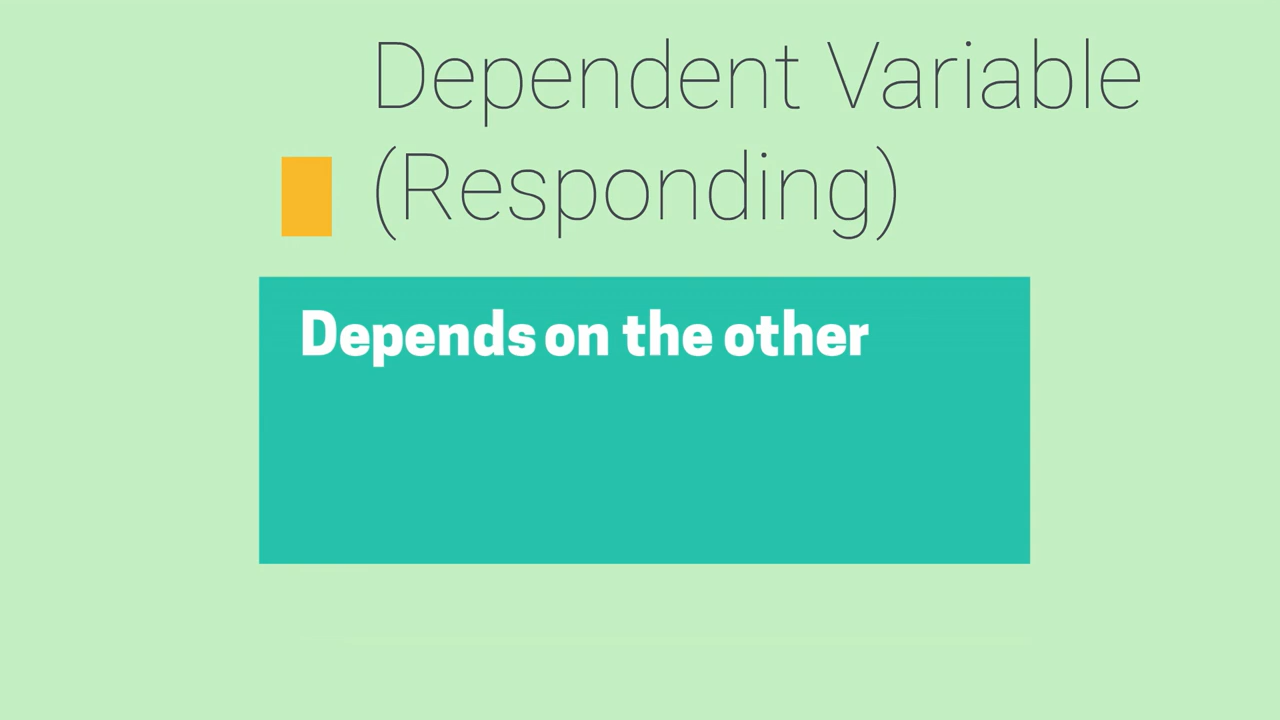 Dependent Variable
(Responding)
Depends on the other